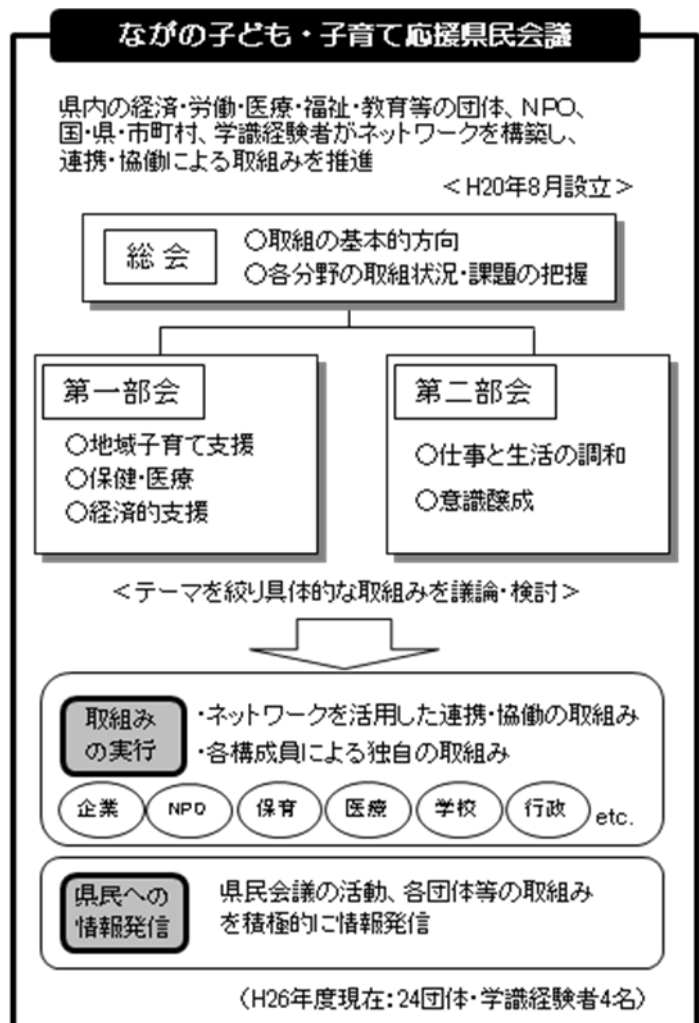 ながの子ども・子育て応援県民会議
県内の経済・労働・医療・福祉・教育等の団体、NPO、
国・県・市町村、学識経験者がネットワークを構築し、
連携・協働による取組みを推進
＜H20年8月設立＞
総会
○取組の基本的方向
○各分野の取組状況・課題の把握
第一部会
○地域子育て支援
○保健・医療
○経済的支援
第二部会
○仕事と生活の調和
○意識醸成
＜テーマを絞り具体的な取組みを議論・検討＞
取組み
の実行
・ネットワークを活用した連携・協働の取組み
・各構成員による独自の取組み
企業 NPO 保育 医療 学校 行政 etc.
県民への
情報発信
県民会議の活動、各団体等の取組み
を積極的に情報発信
（H26年度現在：24団体・学識経験者4名）